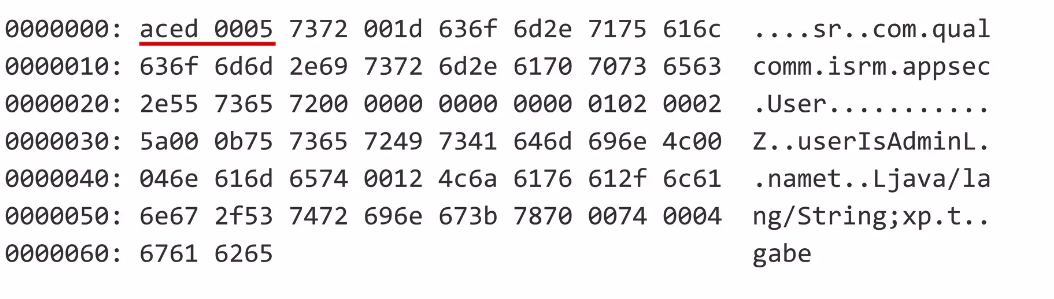 0000000: aced 0005 7372 001d 636f 6d2e 7175 616c  ....sr..com.qual
0000010: 636f 6d6d 2e69 7372 6d2e 6170 7073 6563  comm.isrm.appsec
0000020: 2e55 7365 7200 0000 0000 0000 0102 0002  .User...........
0000030: 5a00 0b75 7365 7249 7341 646d 696e 4c00  Z..userIsAdminL.
0000040: 046e 616d 6574 0012 4c6a 6176 612f 6c61  .namet..Ljava/la
0000050: 6e67 2f53 7472 696e 673b 7870 0074 0004  ng/String;xp.t..
0000060: 6761 6265  gabe